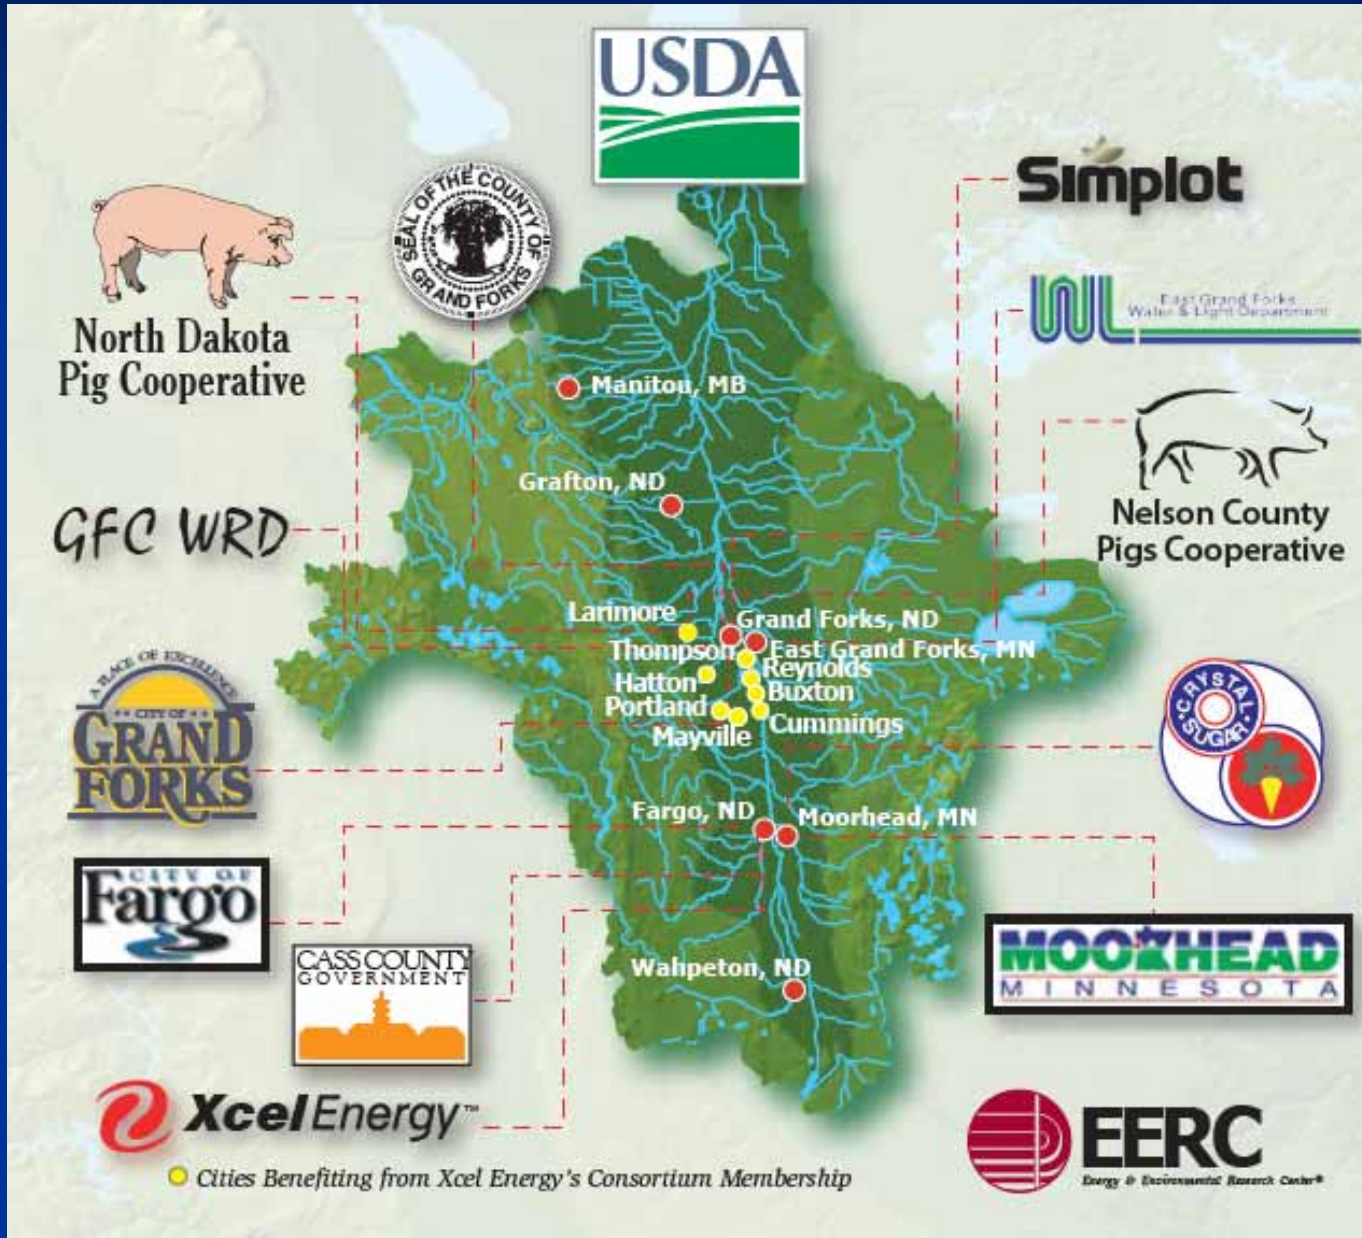 USDA
SEAL OF THE COUNTY OF
GRAND FORKS
Simplot
North Dakota
Pig Cooperative
WL East Grand Forks
Water & Light Department
Manitou, MB
Nelson County
Pigs Cooperative
Grafton, ND
GFC WRD
Larimore
Grand Forks, ND
Thompson
East Grand Forks, MN
Reynolds
Hatton
Buxton
Portland
Cummings
Mayville
A PLACE OF EXCELLENCE
CITY OF
GRAND
FORKS
CRYSTAL
SUGAR
Fargo, ND
Moorhead, MN
CITY OF
Fargo
CASS COUNTY
GOVERNMENT
Wahpeton, ND
MOORHEAD
MINNESOTA
Xcel Energy™
Cities Benefiting from Xcel Energy's Consortium Membership
EERC
Energy & Environmental Research Center®